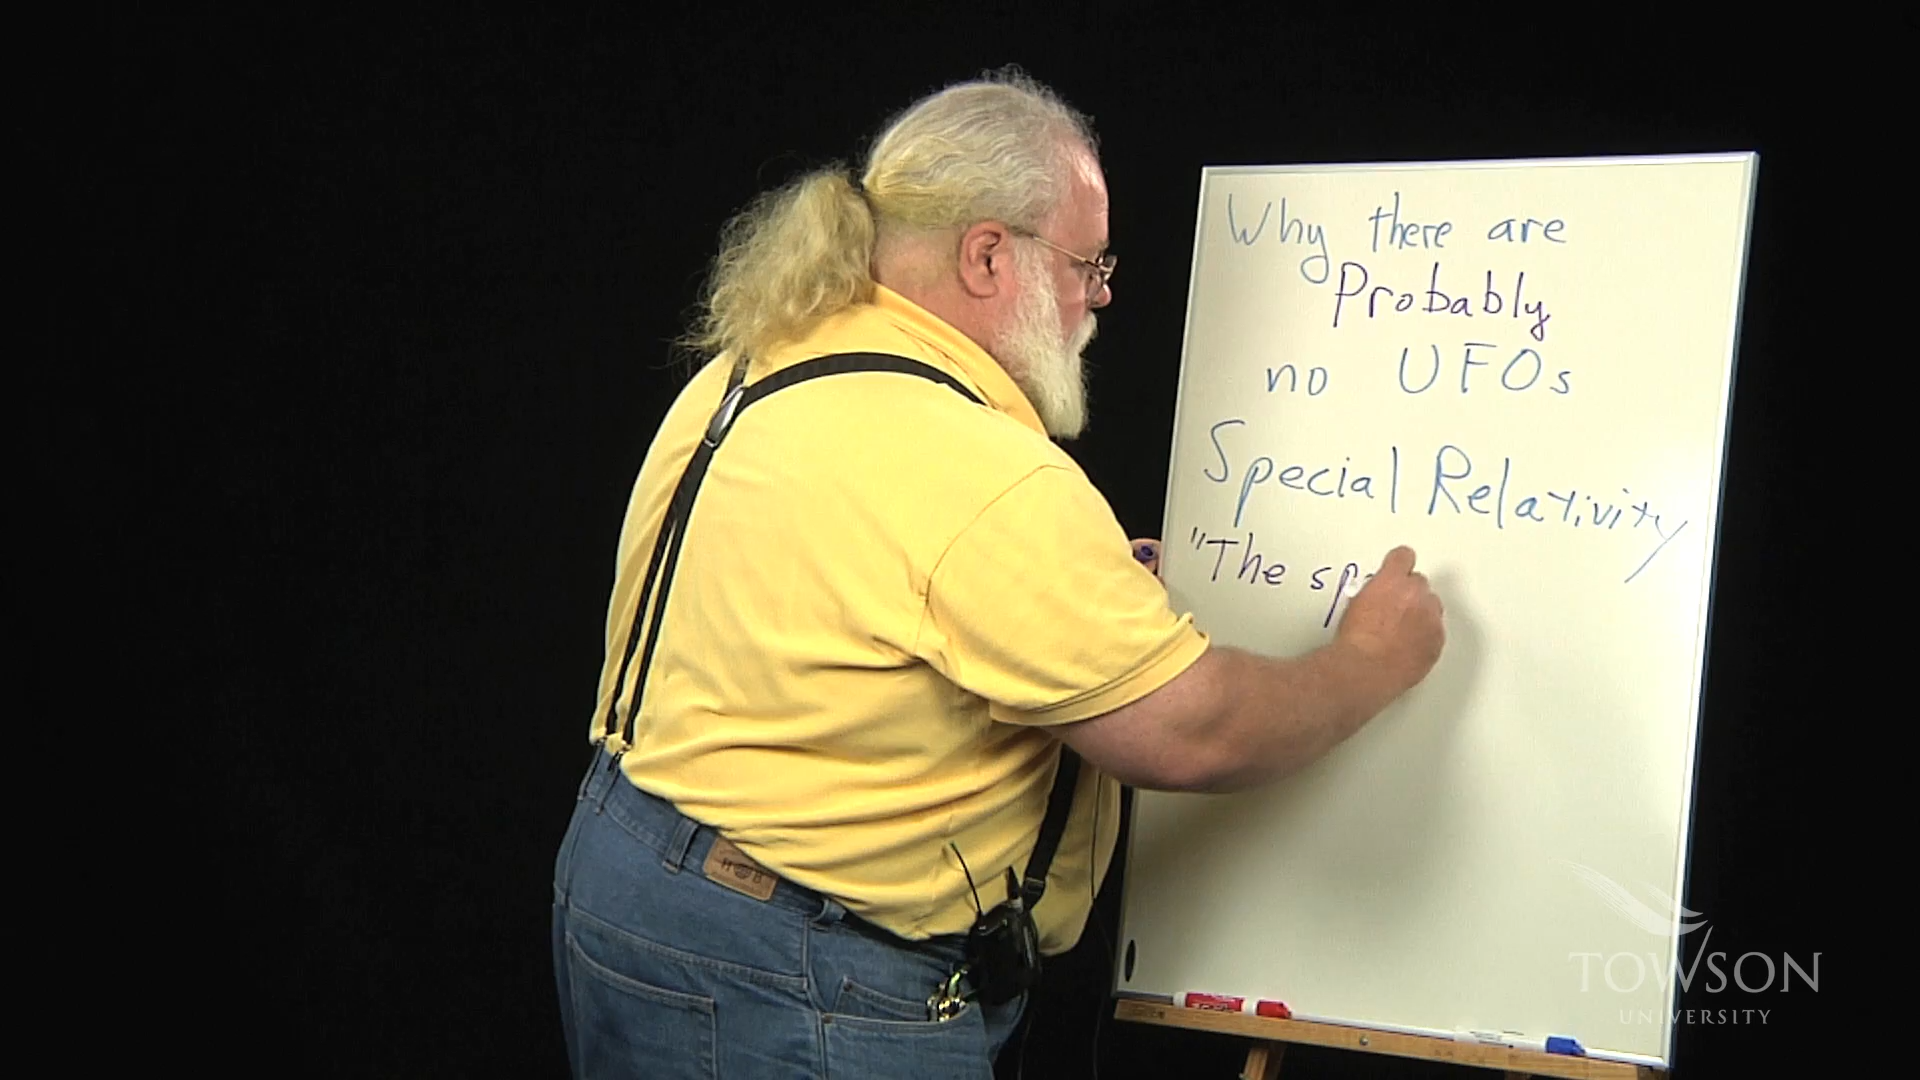 Why there are
Probably
no UFOs
Special Relativity
"The sp
TOWSON
UNIVERSITY